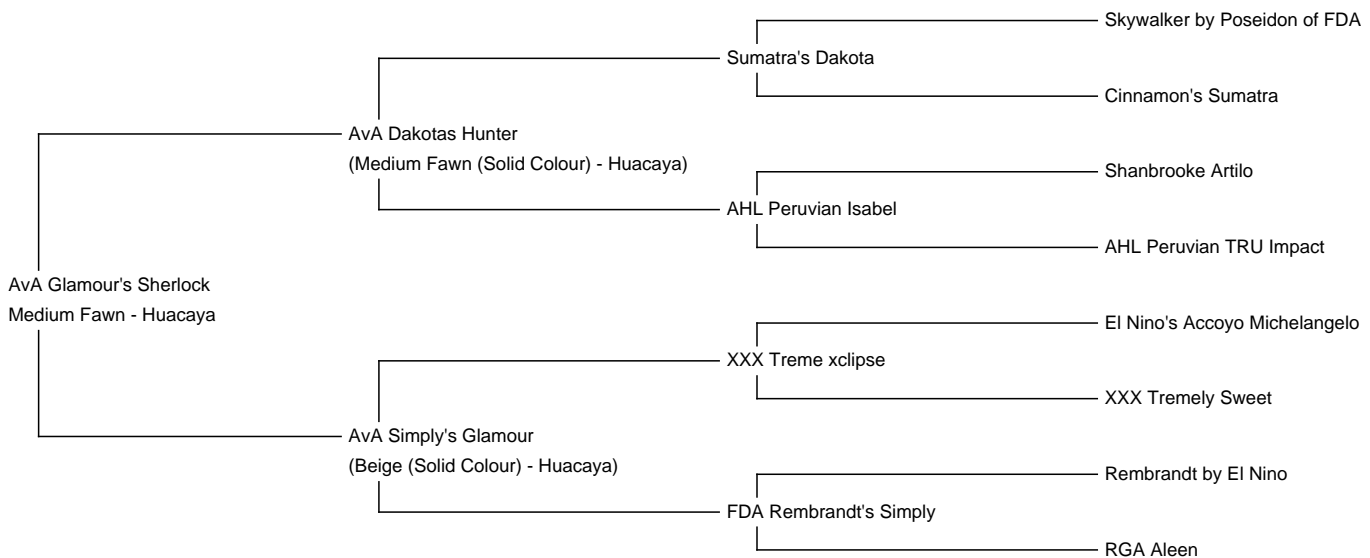 Skywalker by Poseidon of FDA
Sumatra's Dakota
Cinnamon's Sumatra
AvA Dakotas Hunter
(Medium Fawn (Solid Colour) - Huacaya)
Shanbrooke Artilo
AHL Peruvian Isabel
AHL Peruvian TRU Impact
AvA Glamour's Sherlock
Medium Fawn - Huacaya
El Nino's Accoyo Michelangelo
XXX Treme xclipse
XXX Tremely Sweet
AvA Simply's Glamour
(Beige (Solid Colour) - Huacaya)
Rembrandt by El Nino
FDA Rembrandt's Simply
RGA Aleen